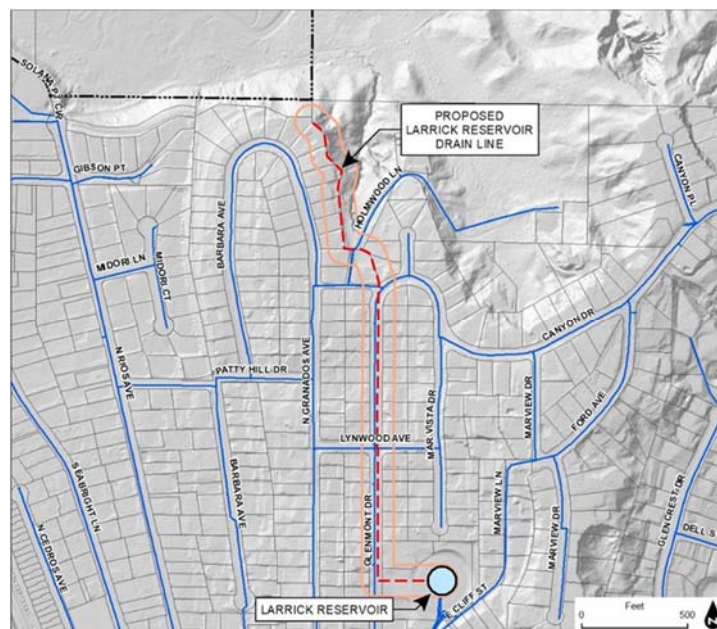 SOLANA PT CIR
PROPOSED
LARRICK RESERVOIR
DRAIN LINE
GIBSON PT
CANYON PL
HOLMWOOD LN
BARBARA AVE
MIDORI LN
MIDORI CT
N RIOS AVE
N GRANADOS AVE
CANYON DR
PATTY HILL DR
MARVIEW DR
FORD AVE
MAR VISTA DR
LYNWOOD AVE
BARBARA AVE
SEABRIGHT LN
GLENMONT DR
MARVIEW LN
MARVIEW DR
GLENCREST DR
DELL S
N CEDROS AVE
LARRICK RESERVOIR
E CLIFF ST
Feet
0 500
Z